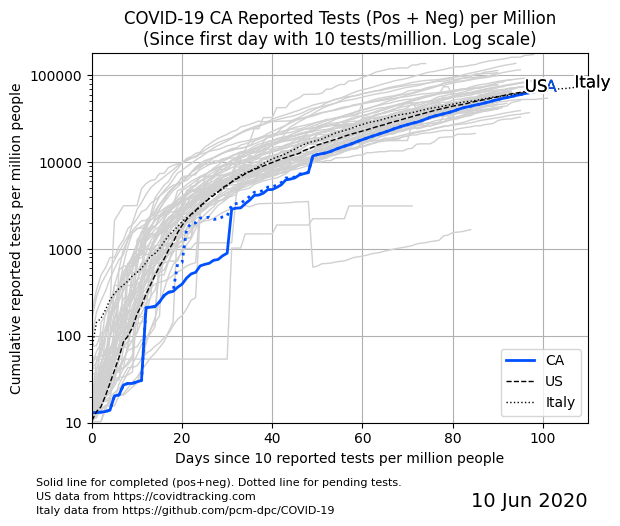 COVID-19 CA Reported Tests (Pos + Neg) per Million
(Since first day with 10 tests/million. Log scale)
Cumulative reported tests per million people
100000
10000
1000
100
10
USA
Italy
CA
US
Italy
0
20
40
60
80
100
Days since 10 reported tests per million people
Solid line for completed (pos+neg). Dotted line for pending tests.
US data from https://covidtracking.com
Italy data from https://github.com/pcm-dpc/COVID-19
10 Jun 2020